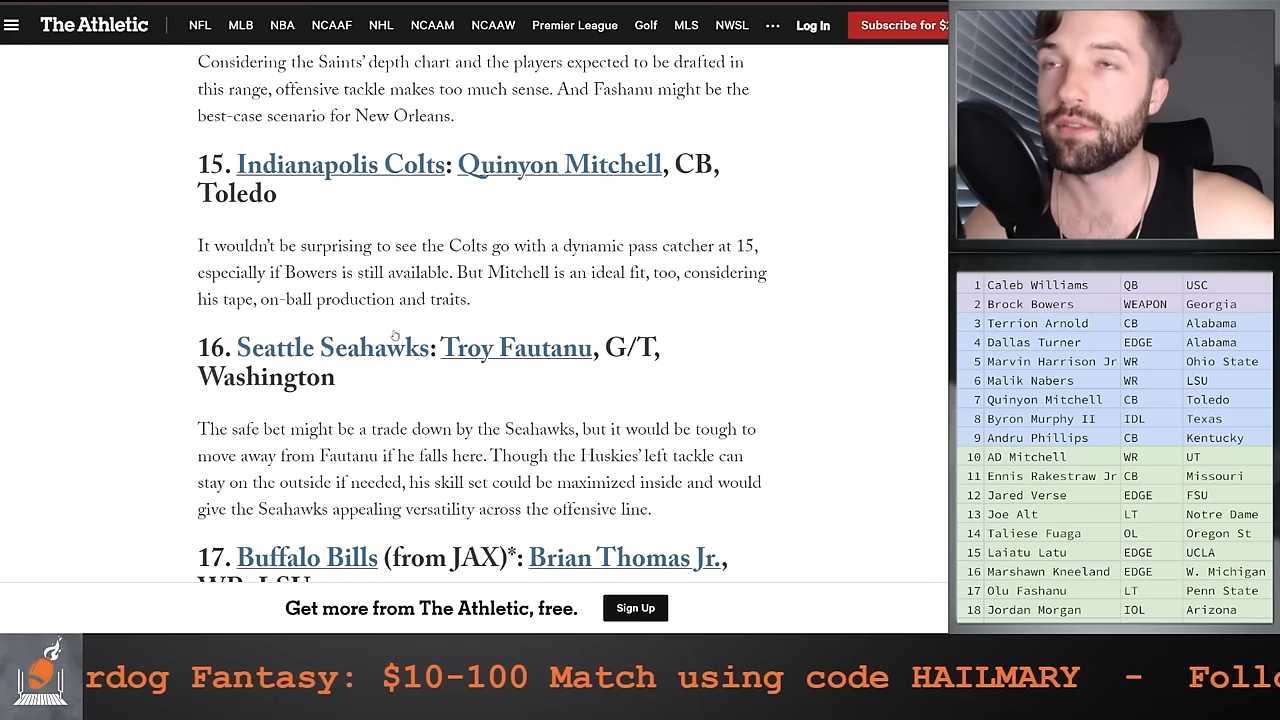 The Athletic
NFL MLB NBA NCAAF NHL NCAAM NCAAW Premier League Golf MLS NWSL ••• Log In Subscribe for $2
Considering the Saints' depth chart and the players expected to be drafted in
this range, offensive tackle makes too much sense. And Fashanu might be the
best-case scenario for New Orleans.
15. Indianapolis Colts: Quinyon Mitchell, CB,
Toledo
It wouldn't be surprising to see the Colts go with a dynamic pass catcher at 15,
especially if Bowers is still available. But Mitchell is an ideal fit, too, considering
his tape, on-ball production and traits.
16. Seattle Seahawks: Troy Fautanu, G/T,
Washington
The safe bet might be a trade down by the Seahawks, but it would be tough to
move away from Fautanu if he falls here. Though the Huskies' left tackle can
stay on the outside if needed, his skill set could be maximized inside and would
give the Seahawks appealing versatility across the offensive line.
17. Buffalo Bills (from JAX)*: Brian Thomas Jr.,
WR, LSU
Get more from The Athletic, free. Sign Up
1 Caleb Williams QB USC
2 Brock Bowers WEAPON Georgia
3 Terrion Arnold CB Alabama
4 Dallas Turner EDGE Alabama
5 Marvin Harrison Jr WR Ohio State
6 Malik Nabers WR LSU
7 Quinyon Mitchell CB Toledo
8 Byron Murphy II IDL Texas
9 Andru Phillips CB Kentucky
10 AD Mitchell WR UT
11 Ennis Rakestraw Jr CB Missouri
12 Jared Verse EDGE FSU
13 Joe Alt LT Notre Dame
14 Taliese Fuaga OL Oregon St
15 Laiatu Latu EDGE UCLA
16 Marshawn Kneeland EDGE W. Michigan
17 Olu Fashanu LT Penn State
18 Jordan Morgan IOL Arizona
rdog Fantasy: $10-100 Match using code HAILMARY - Follo